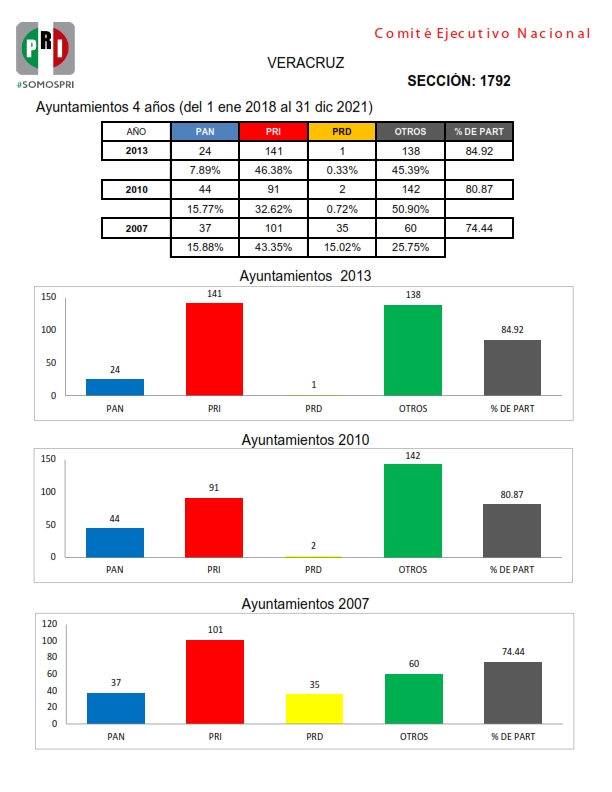 Comité Ejecutivo Nacional
PRI
#SOMOSPRI
VERACRUZ
SECCIÓN: 1792
Ayuntamientos 4 años (del 1 ene 2018 al 31 dic 2021)
AÑO PAN PRI PRD OTROS % DE PART
2013 24 141 1 138 84.92
7.89% 46.38% 0.33% 45.39%
2010 44 91 2 142 80.87
15.77% 32.62% 0.72% 50.90%
2007 37 101 35 60 74.44
15.88% 43.35% 15.02% 25.75%
Ayuntamientos 2013
150
100
50
0
24 141 1 138 84.92
PAN PRI PRD OTROS % DE PART
Ayuntamientos 2010
150
100
50
0
44 91 2 142 80.87
PAN PRI PRD OTROS % DE PART
Ayuntamientos 2007
120
100
80
60
40
20
0
37 101 35 60 74.44
PAN PRI PRD OTROS % DE PART